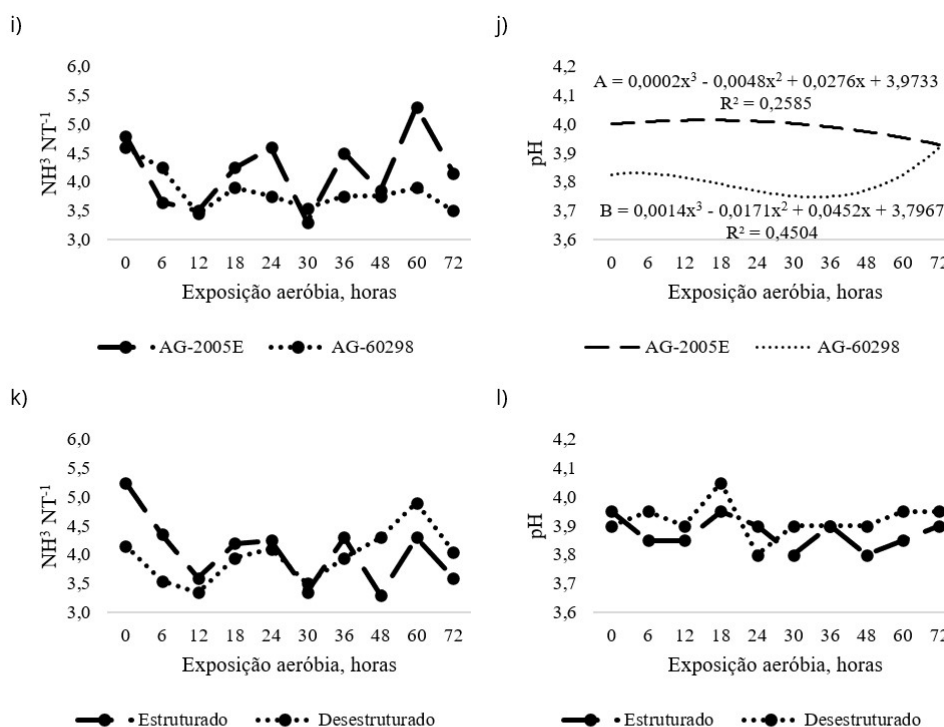 i)
6,0
5,5
5,0
4,5
4,0
3,5
3,0
NH³ NT⁻¹
0 6 12 18 24 30 36 48 60 72
Exposição aeróbia, horas
AG-2005E AG-60298
j)
4,2
4,1
4,0
3,9
3,8
3,7
3,6
pH
A = 0,0002x³ - 0,0048x² + 0,0276x + 3,9733
R² = 0,2585
B = 0,0014x³ - 0,0171x² + 0,0452x + 3,7967
R² = 0,4504
0 6 12 18 24 30 36 48 60 72
Exposição aeróbia, horas
AG-2005E AG-60298
k)
6,0
5,5
5,0
4,5
4,0
3,5
3,0
NH³ NT⁻¹
0 6 12 18 24 30 36 48 60 72
Exposição aeróbia, horas
Estruturado Desestruturado
l)
4,2
4,1
4,0
3,9
3,8
3,7
3,6
pH
0 6 12 18 24 30 36 48 60 72
Exposição aeróbia, horas
Estruturado Desestruturado